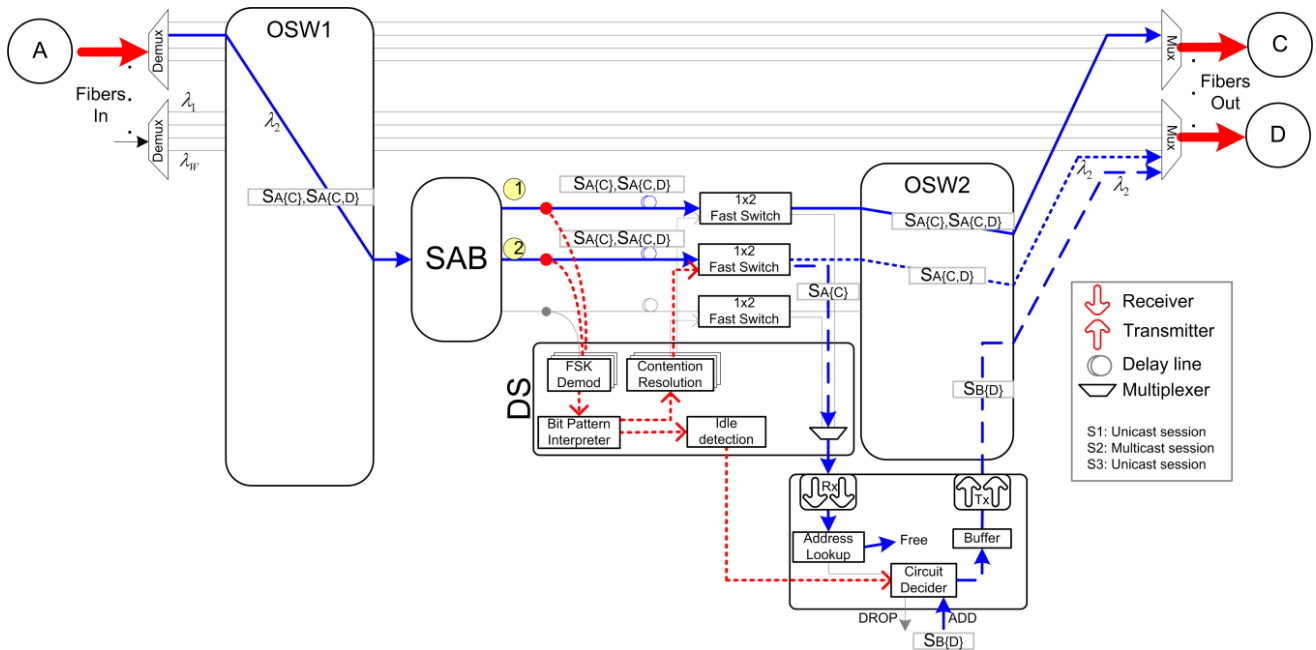 A
Fibers
In
Demux
Demux
λ1
λW
OSW1
λ2
SA{C},SA{C,D}
SAB
1
2
SA{C},SA{C,D}
SA{C},SA{C,D}
1x2
Fast Switch
1x2
Fast Switch
1x2
Fast Switch
SA{C}
OSW2
SA{C},SA{C,D}
SA{C,D}
SB{D}
Mux
Mux
Fibers
Out
C
D
λ2
λ2
DS
FSK
Demod
Contention
Resolution
Bit Pattern
Interpreter
Idle
detection
Rx
Tx
Address
Lookup
Free
Buffer
Circuit
Decider
DROP
ADD
SB{D}
Receiver
Transmitter
Delay line
Multiplexer
S1: Unicast session
S2: Multicast session
S3: Unicast session